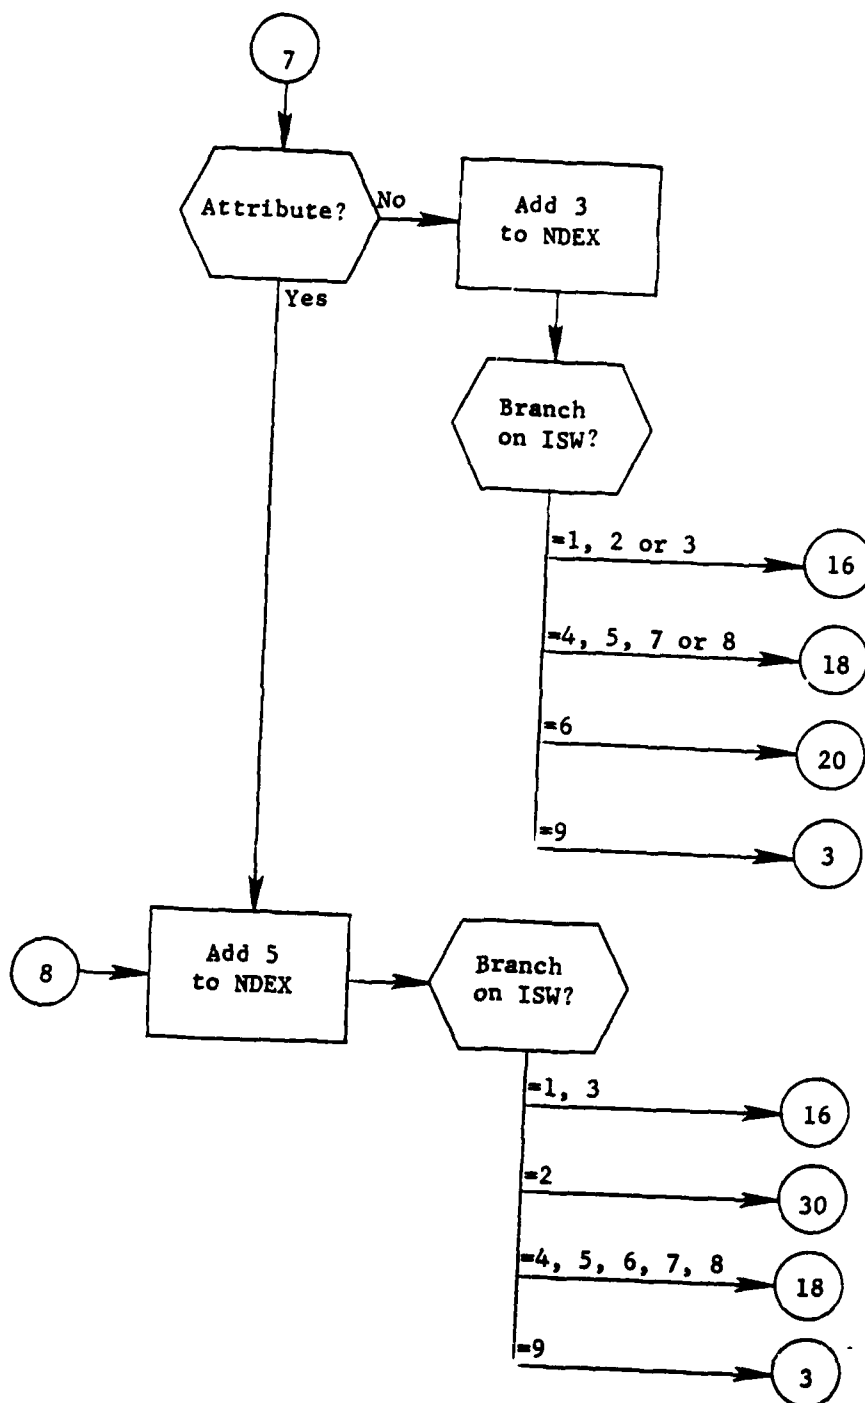 7
Attribute?
No
Add 3
to NDEX
Yes
Branch
on ISW?
=1, 2 or 3
16
=4, 5, 7 or 8
18
=6
20
=9
3
8
Add 5
to NDEX
Branch
on ISW?
=1, 3
16
=2
30
=4, 5, 6, 7, 8
18
=9
3